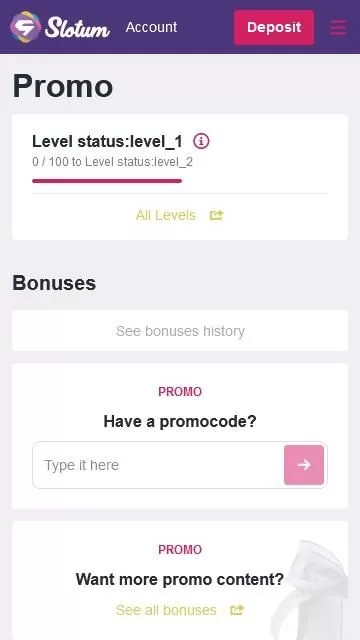 Slotum Account Deposit
Promo
Level status:level_1
0 / 100 to Level status:level_2
All Levels
Bonuses
See bonuses history
PROMO
Have a promocode?
Type it here
PROMO
Want more promo content?
See all bonuses